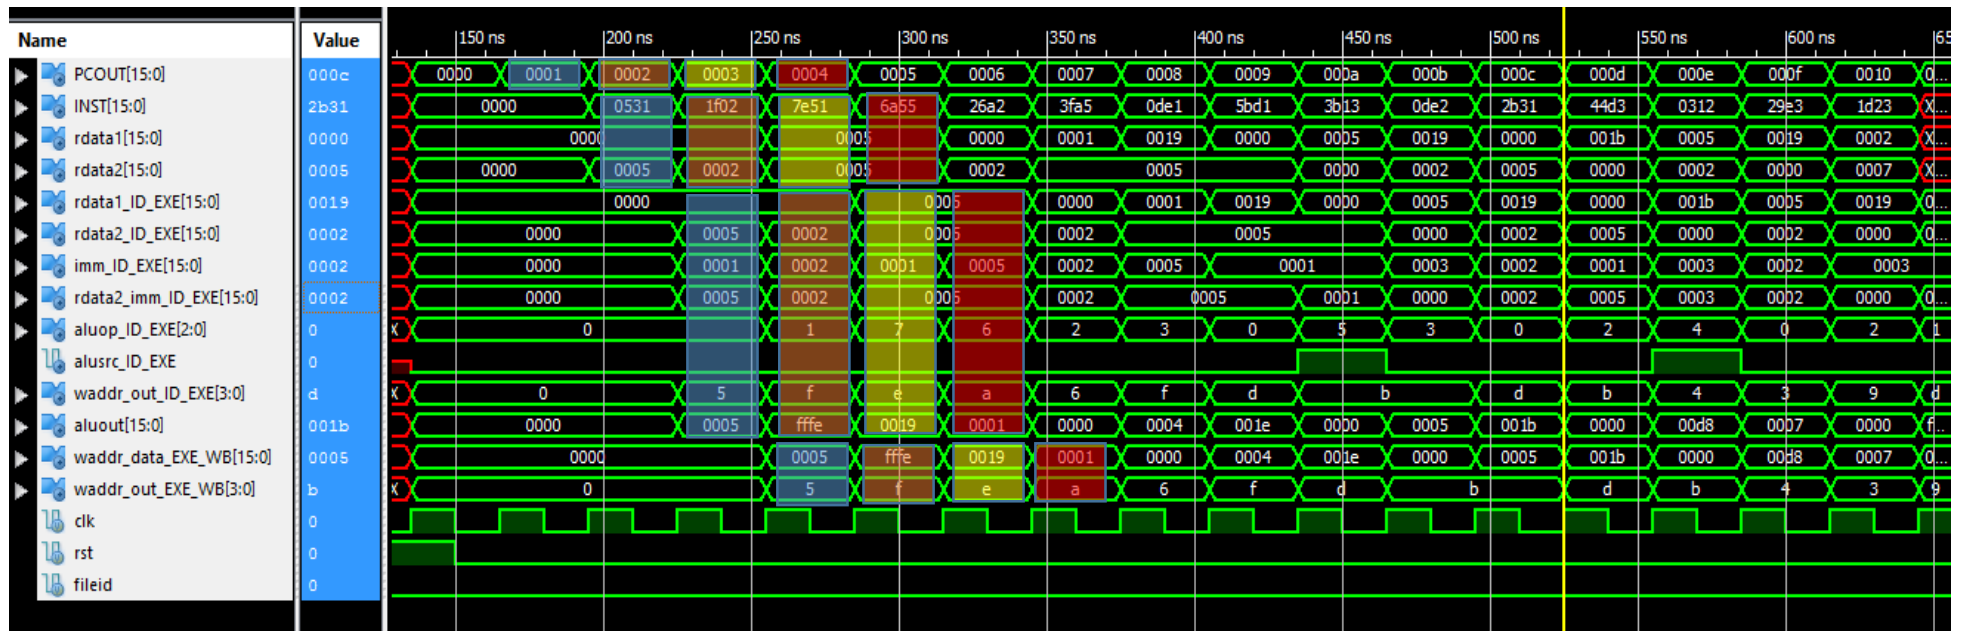 Name Value 150 ns 200 ns 250 ns 300 ns 350 ns 400 ns 450 ns 500 ns 550 ns 600 ns 65
PCOUT[15:0] 000c 0000 0001 0002 0003 0004 0005 0006 0007 0008 0009 000a 000b 000c 000d 000e 000f 0010 0...
INST[15:0] 2b31 0000 0531 1f02 7e51 6a55 26a2 3fa5 0de1 5bd1 3b13 0de2 2b31 44d3 0312 29e3 1d23 X...
rdata1[15:0] 0000 0000 0005 0000 0001 0019 0000 0005 0019 0000 001b 0005 0019 0002 X...
rdata2[15:0] 0005 0000 0005 0002 0005 0002 0005 0000 0002 0005 0000 0002 0000 0007 X...
rdata1_ID_EXE[15:0] 0019 0000 0005 0000 0001 0019 0000 0005 0019 0000 001b 0005 0019 0...
rdata2_ID_EXE[15:0] 0002 0000 0005 0002 0005 0002 0005 0000 0002 0005 0000 0002 0000 0...
imm_ID_EXE[15:0] 0002 0000 0001 0002 0001 0005 0002 0005 0001 0003 0002 0001 0003 0002 0003
rdata2_imm_ID_EXE[15:0] 0002 0000 0005 0002 0005 0002 0005 0001 0000 0002 0005 0003 0002 0000 0...
aluop_ID_EXE[2:0] 0 X 0 1 7 6 2 3 0 5 3 0 2 4 0 2 1
alusrc_ID_EXE 0
waddr_out_ID_EXE[3:0] d X 0 5 f e a 6 f d b d b 4 3 9 d
aluout[15:0] 001b 0000 0005 fffe 0019 0001 0000 0004 001e 0000 0005 001b 0000 00d8 0007 0000 f...
waddr_data_EXE_WB[15:0] 0005 0000 0005 fffe 0019 0001 0000 0004 001e 0000 0005 001b 0000 00d8 0007 0...
waddr_out_EXE_WB[3:0] b X 0 5 f e a 6 f d b d b 4 3 9
clk 0
rst 0
fileid 0